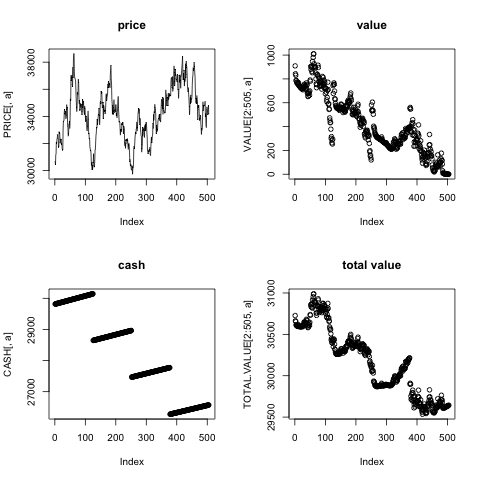 price
PRICE[, a]
30000 34000 38000
0 100 200 300 400 500
Index
value
VALUE[2:505, a]
0 200 600 1000
0 100 200 300 400 500
Index
cash
CASH[, a]
27000 29000
0 100 200 300 400 500
Index
total value
TOTAL.VALUE[2:505, a]
29500 30000 30500 31000
0 100 200 300 400 500
Index